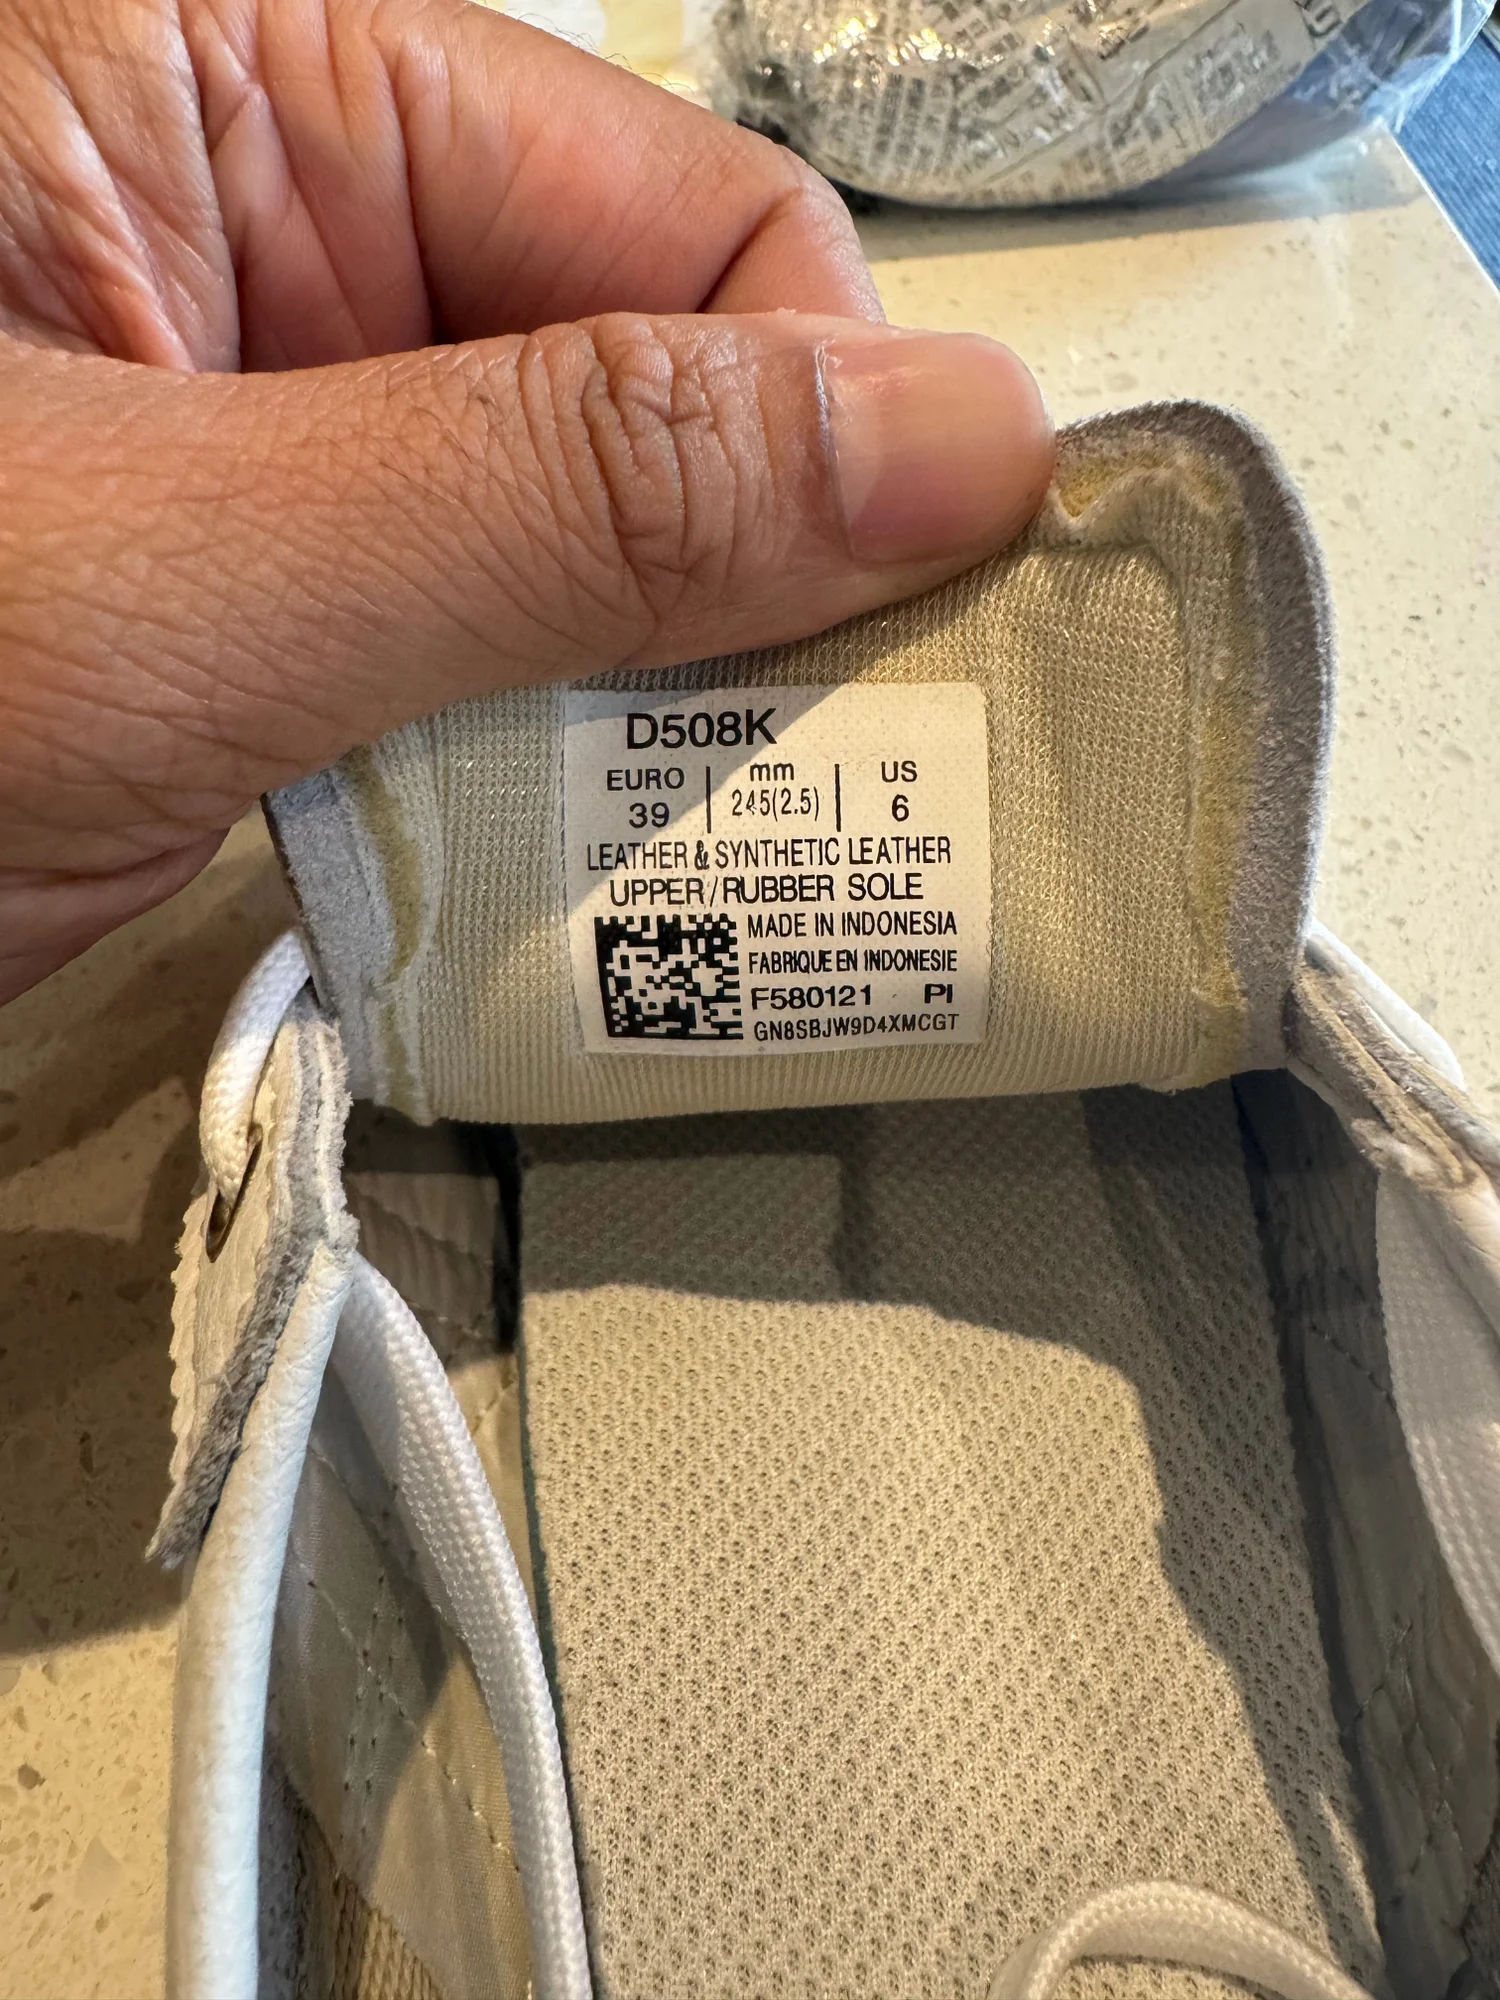 D508K
EURO | mm | US
39 | 245(2.5) | 6
LEATHER & SYNTHETIC LEATHER
UPPER/RUBBER SOLE
MADE IN INDONESIA
FABRIQUE EN INDONESIE
F580121 PI
GN8SBJW9D4XMCGT